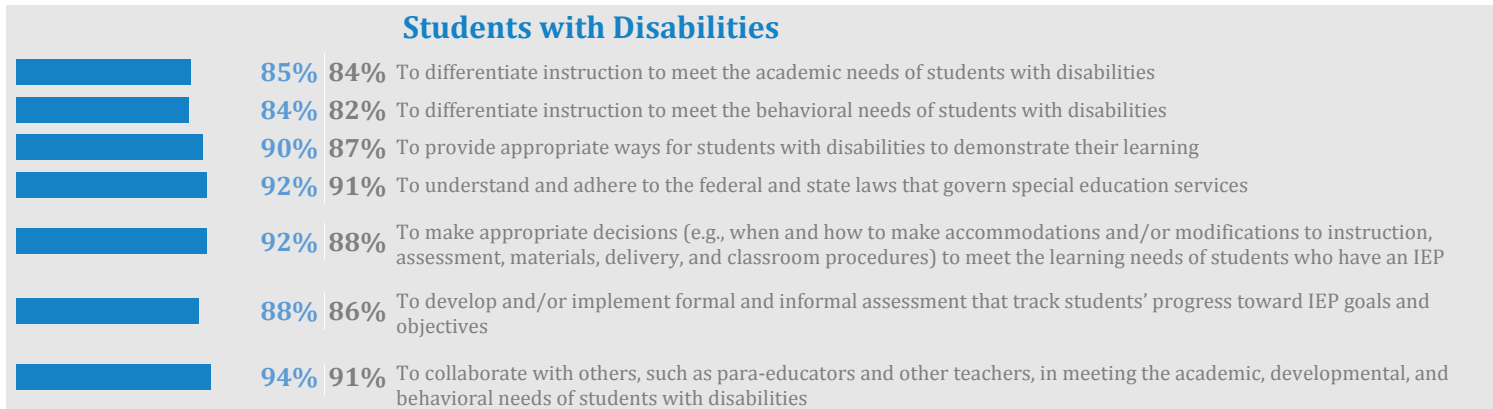 Students with Disabilities
85% 84% To differentiate instruction to meet the academic needs of students with disabilities
84% 82% To differentiate instruction to meet the behavioral needs of students with disabilities
90% 87% To provide appropriate ways for students with disabilities to demonstrate their learning
92% 91% To understand and adhere to the federal and state laws that govern special education services
92% 88% To make appropriate decisions (e.g., when and how to make accommodations and/or modifications to instruction,
assessment, materials, delivery, and classroom procedures) to meet the learning needs of students who have an IEP
88% 86% To develop and/or implement formal and informal assessment that track students’ progress toward IEP goals and
objectives
94% 91% To collaborate with others, such as para-educators and other teachers, in meeting the academic, developmental, and
behavioral needs of students with disabilities